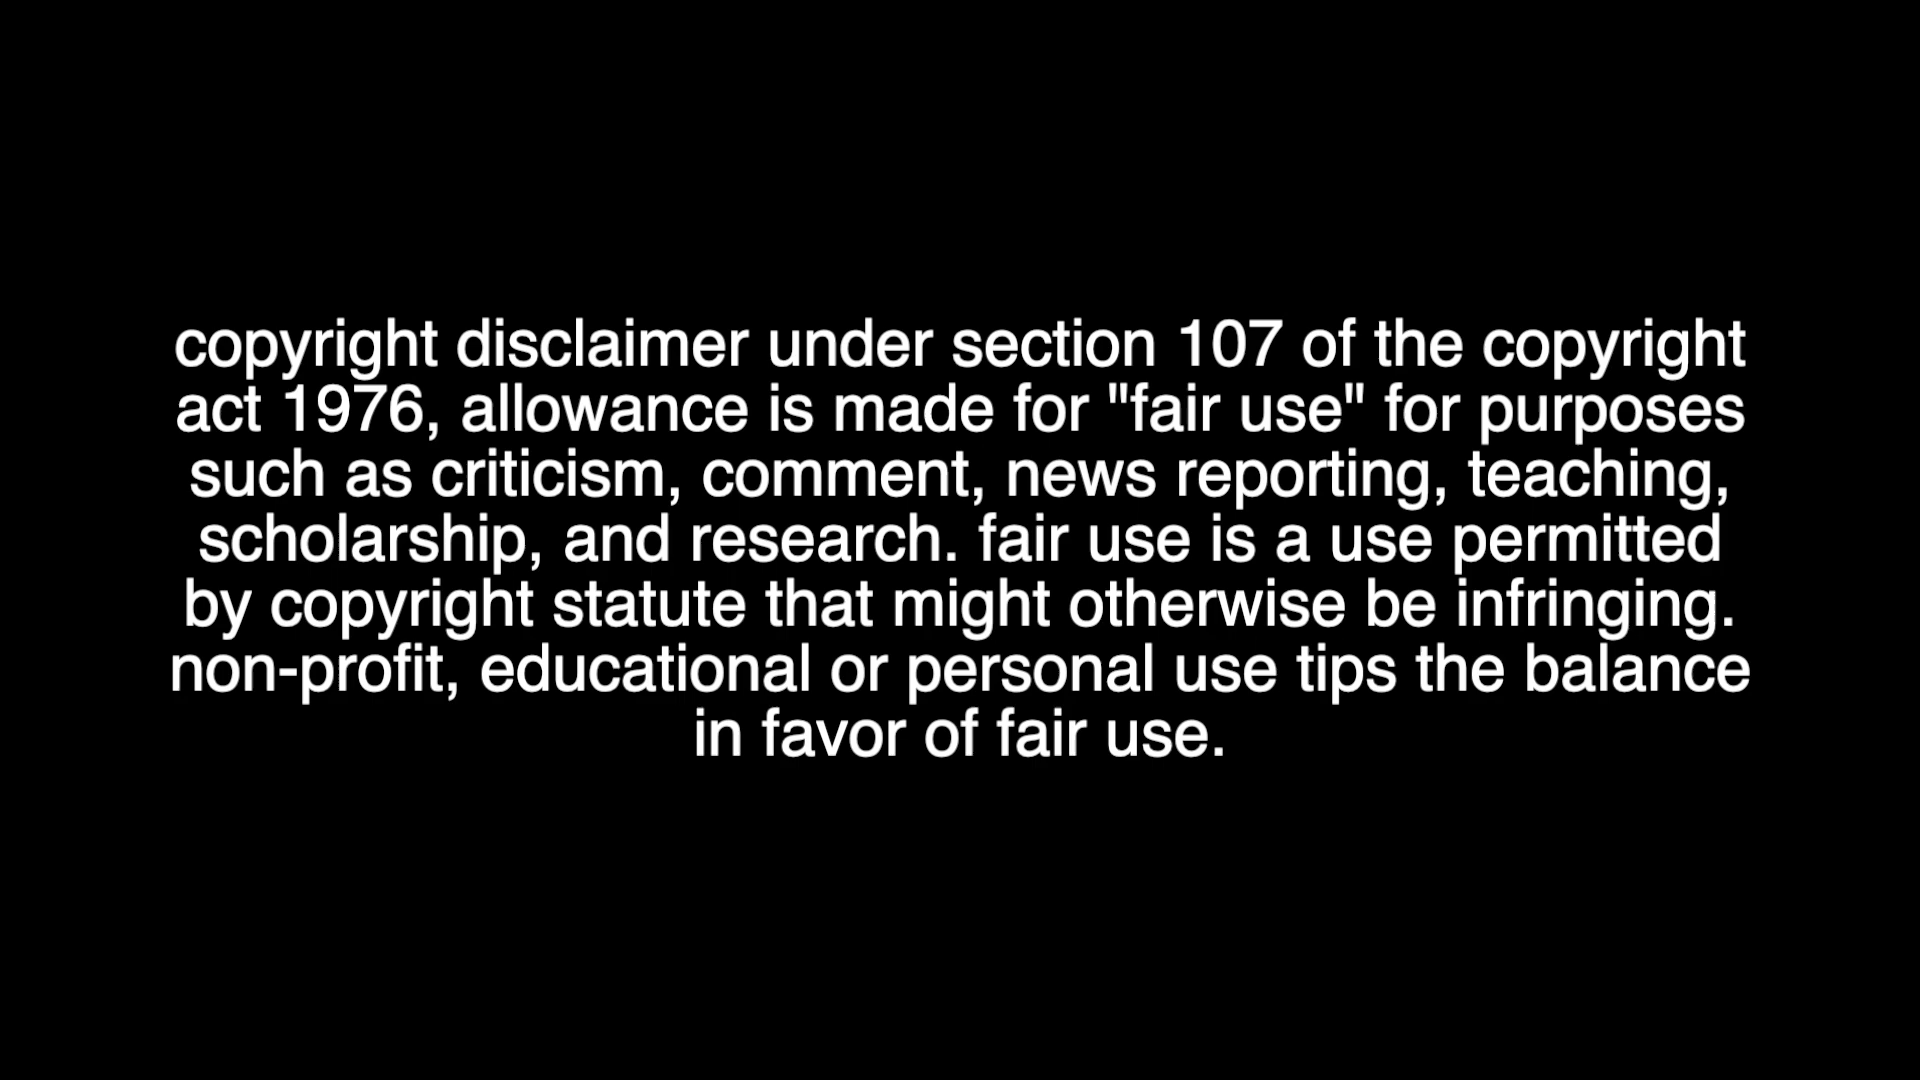 copyright disclaimer under section 107 of the copyright
act 1976, allowance is made for "fair use" for purposes
such as criticism, comment, news reporting, teaching,
scholarship, and research. fair use is a use permitted
by copyright statute that might otherwise be infringing.
non-profit, educational or personal use tips the balance
in favor of fair use.